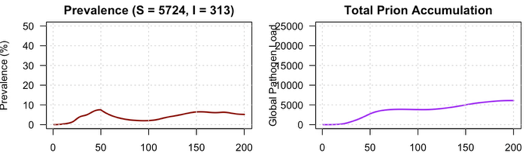 Prevalence (S = 5724, I = 313)
Prevalence (%)
50
40
30
20
10
0
0 50 100 150 200
Total Prion Accumulation
Global Pathogen Load
25000
20000
15000
10000
5000
0
0 50 100 150 200